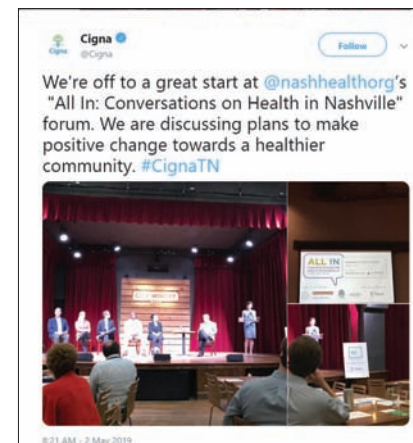 Cigna
@Cigna
Follow
We're off to a great start at @nashhealthorg's
"All In: Conversations on Health in Nashville"
forum. We are discussing plans to make
positive change towards a healthier
community. #CignaTN
ALL IN
8:21 AM - 2 May 2019